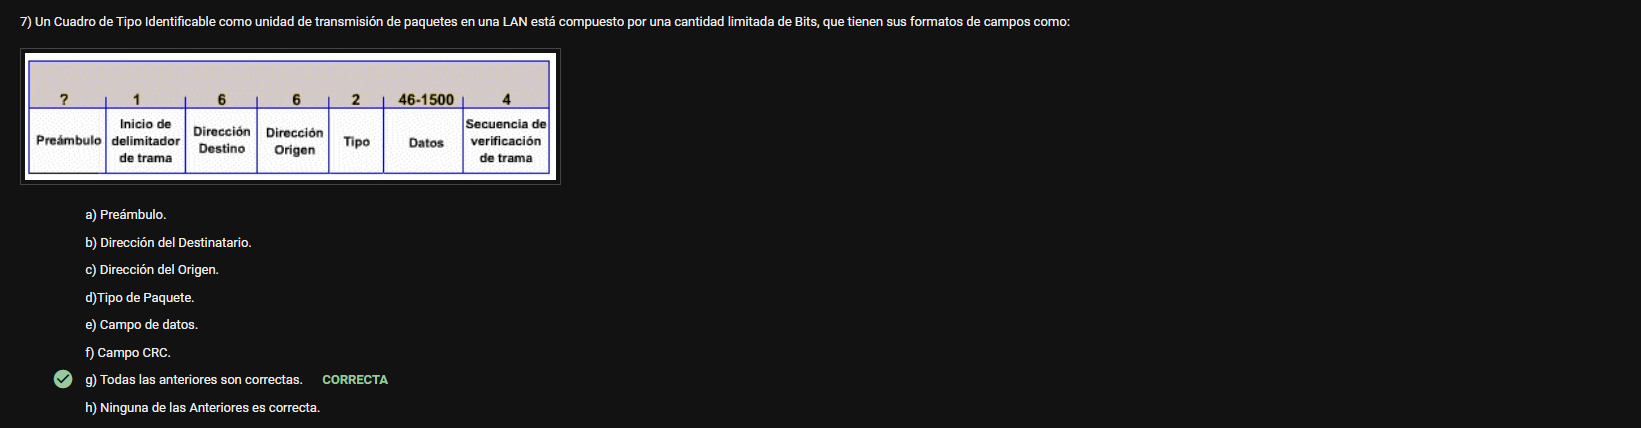 7) Un Cuadro de Tipo Identificable como unidad de transmisión de paquetes en una LAN está compuesto por una cantidad limitada de Bits, que tienen sus formatos de campos como:
? 1 6 6 2 46-1500 4
Preámbulo
Inicio de
delimitador
de trama
Dirección
Destino
Dirección
Origen
Tipo
Datos
Secuencia de
verificación
de trama
a) Preámbulo.
b) Dirección del Destinatario.
c) Dirección del Origen.
d)Tipo de Paquete.
e) Campo de datos.
f) Campo CRC.
g) Todas las anteriores son correctas. CORRECTA
h) Ninguna de las Anteriores es correcta.